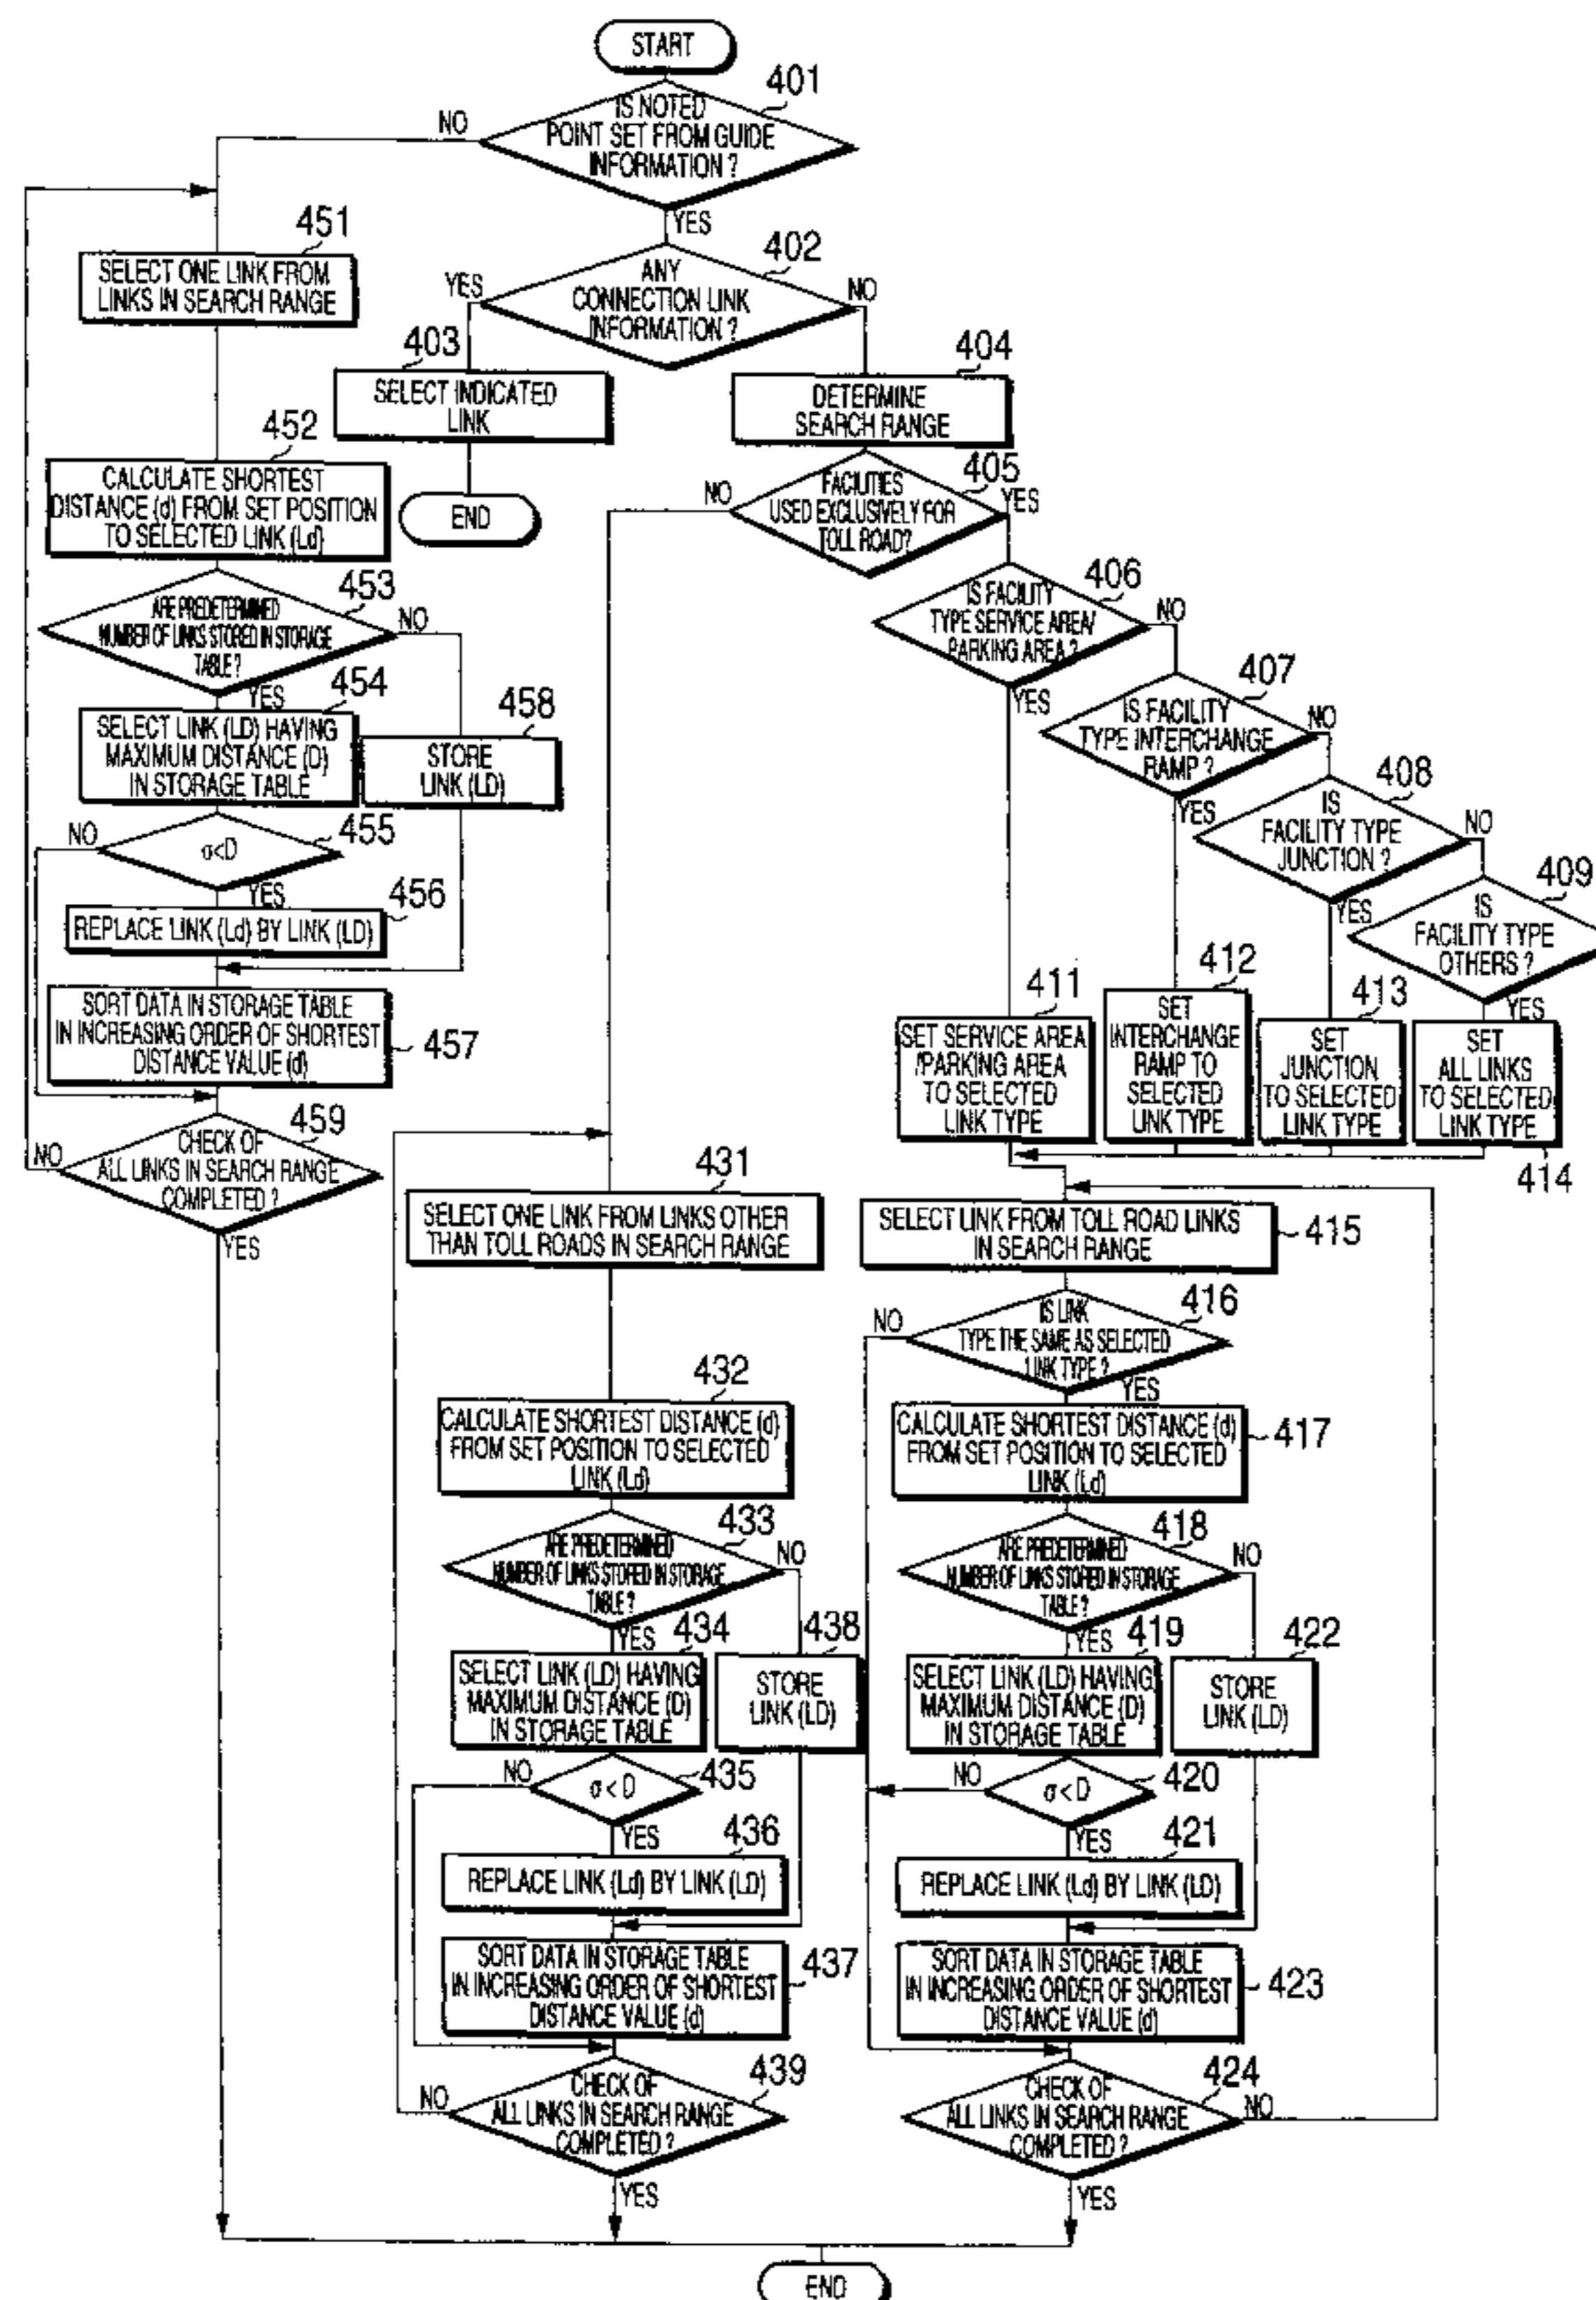 START
401
IS NOTED
POINT SET FROM GUIDE
INFORMATION ?
NO
YES
451
SELECT ONE LINK FROM
LINKS IN SEARCH RANGE
402
ANY
CONNECTION LINK
INFORMATION ?
YES
NO
403
SELECT INDICATED
LINK
END
404
DETERMINE
SEARCH RANGE
405
FACILITIES
USED EXCLUSIVELY FOR
TOLL ROAD?
NO
YES
452
CALCULATE SHORTEST
DISTANCE (d) FROM SET POSITION
TO SELECTED LINK (Ld)
453
ARE PREDETERMINED
NUMBER OF LINKS STORED IN STORAGE
TABLE ?
NO
YES
454
SELECT LINK (LD) HAVING
MAXIMUM DISTANCE (D)
IN STORAGE TABLE
458
STORE
LINK (LD)
455
σ<D
NO
YES
456
REPLACE LINK (Ld) BY LINK (LD)
SORT DATA IN STORAGE TABLE
IN INCREASING ORDER OF SHORTEST
DISTANCE VALUE (d)
457
459
CHECK OF
ALL LINKS IN SEARCH RANGE
COMPLETED ?
NO
YES
406
IS FACILITY
TYPE SERVICE AREA/
PARKING AREA ?
NO
YES
407
IS FACILITY
TYPE INTERCHANGE
RAMP ?
NO
YES
408
IS
FACILITY TYPE
JUNCTION ?
NO
YES
409
IS
FACILITY TYPE
OTHERS ?
YES
411
SET SERVICE AREA
/PARKING AREA
TO SELECTED
LINK TYPE
412
SET
INTERCHANGE
RAMP TO
SELECTED
LINK TYPE
413
SET
JUNCTION
TO SELECTED
LINK TYPE
SET
ALL LINKS
TO SELECTED
LINK TYPE
414
431
SELECT ONE LINK FROM LINKS OTHER
THAN TOLL ROADS IN SEARCH RANGE
432
CALCULATE SHORTEST DISTANCE (d)
FROM SET POSITION TO SELECTED
LINK (Ld)
433
ARE PREDETERMINED
NUMBER OF LINKS STORED IN STORAGE
TABLE ?
NO
YES
434
SELECT LINK (LD) HAVING
MAXIMUM DISTANCE (D)
IN STORAGE TABLE
438
STORE
LINK (LD)
435
σ<D
NO
YES
436
REPLACE LINK (Ld) BY LINK (LD)
SORT DATA IN STORAGE TABLE
IN INCREASING ORDER OF SHORTEST
DISTANCE VALUE (d)
437
439
CHECK OF
ALL LINKS IN SEARCH RANGE
COMPLETED ?
NO
YES
SELECT LINK FROM TOLL ROAD LINKS
IN SEARCH RANGE
415
416
IS LINK
TYPE THE SAME AS SELECTED
LINK TYPE ?
NO
YES
CALCULATE SHORTEST DISTANCE (d)
FROM SET POSITION TO SELECTED
LINK (Ld)
417
418
ARE PREDETERMINED
NUMBER OF LINKS STORED IN STORAGE
TABLE ?
NO
YES
419
SELECT LINK (LD) HAVING
MAXIMUM DISTANCE (D)
IN STORAGE TABLE
422
STORE
LINK (LD)
420
σ<D
NO
YES
421
REPLACE LINK (Ld) BY LINK (LD)
SORT DATA IN STORAGE TABLE
IN INCREASING ORDER OF SHORTEST
DISTANCE VALUE (d)
423
424
CHECK OF
ALL LINKS IN SEARCH RANGE
COMPLETED ?
NO
YES
END